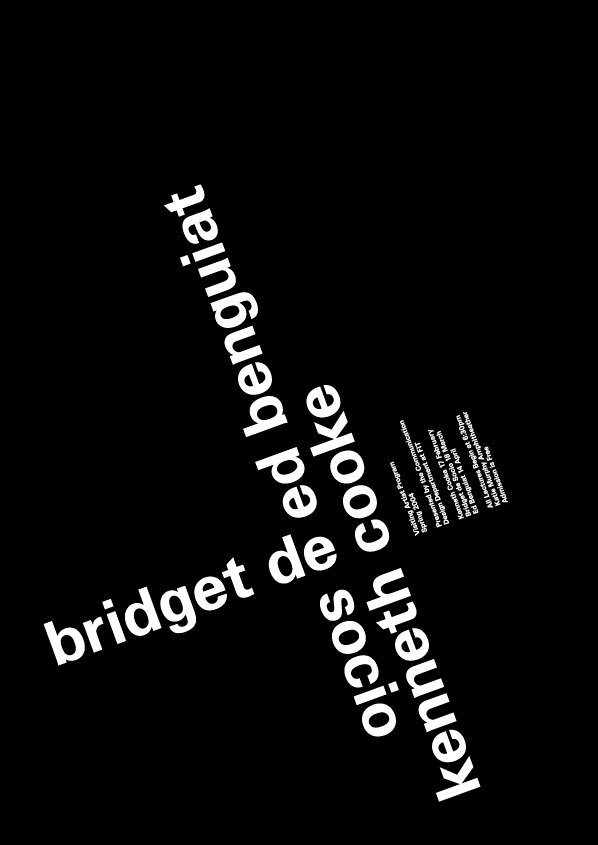 ed benguiat
kenneth cooke
bridget de
socio
Visiting Artist Program
Spring 2004
Presented by the Communication
Design Department at FIT
Kenneth Cooke 17 February
Bridget de Socio 18 March
Ed Benguiat 14 April
All Lectures Begin at 6:30pm
Katie Murphy Amphitheather
Admission is Free